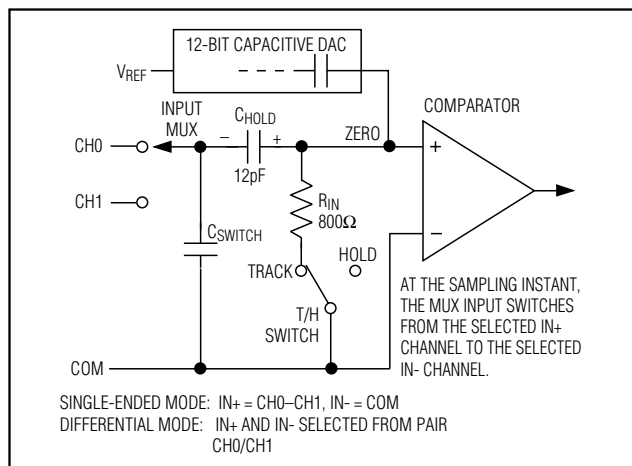 12-BIT CAPACITIVE DAC
VREF
COMPARATOR
INPUT
MUX
CHOLD
ZERO
– +
CH0
12pF
+
CH1
RIN
800Ω
CSWITCH
–
HOLD
TRACK
T/H
SWITCH
AT THE SAMPLING INSTANT,
THE MUX INPUT SWITCHES
FROM THE SELECTED IN+
CHANNEL TO THE SELECTED
IN- CHANNEL.
COM
SINGLE-ENDED MODE: IN+ = CH0–CH1, IN- = COM
DIFFERENTIAL MODE: IN+ AND IN- SELECTED FROM PAIR
CH0/CH1